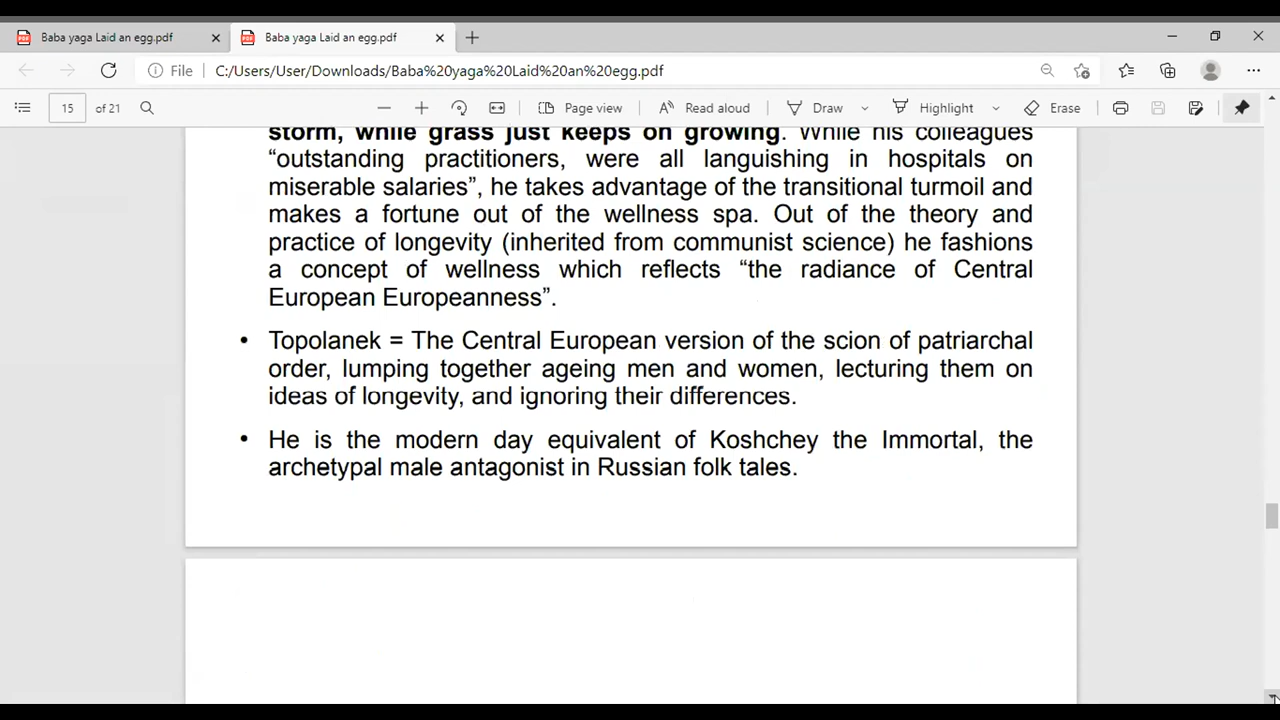 Baba yaga Laid an egg.pdf
Baba yaga Laid an egg.pdf
File C:/Users/User/Downloads/Baba%20yaga%20Laid%20an%20egg.pdf
15 of 21 Page view Read aloud Draw Highlight Erase
storm, while grass just keeps on growing. While his colleagues
“outstanding practitioners, were all languishing in hospitals on
miserable salaries”, he takes advantage of the transitional turmoil and
makes a fortune out of the wellness spa. Out of the theory and
practice of longevity (inherited from communist science) he fashions
a concept of wellness which reflects “the radiance of Central
European Europeanness”.
• Topolanek = The Central European version of the scion of patriarchal
order, lumping together ageing men and women, lecturing them on
ideas of longevity, and ignoring their differences.
• He is the modern day equivalent of Koshchey the Immortal, the
archetypal male antagonist in Russian folk tales.